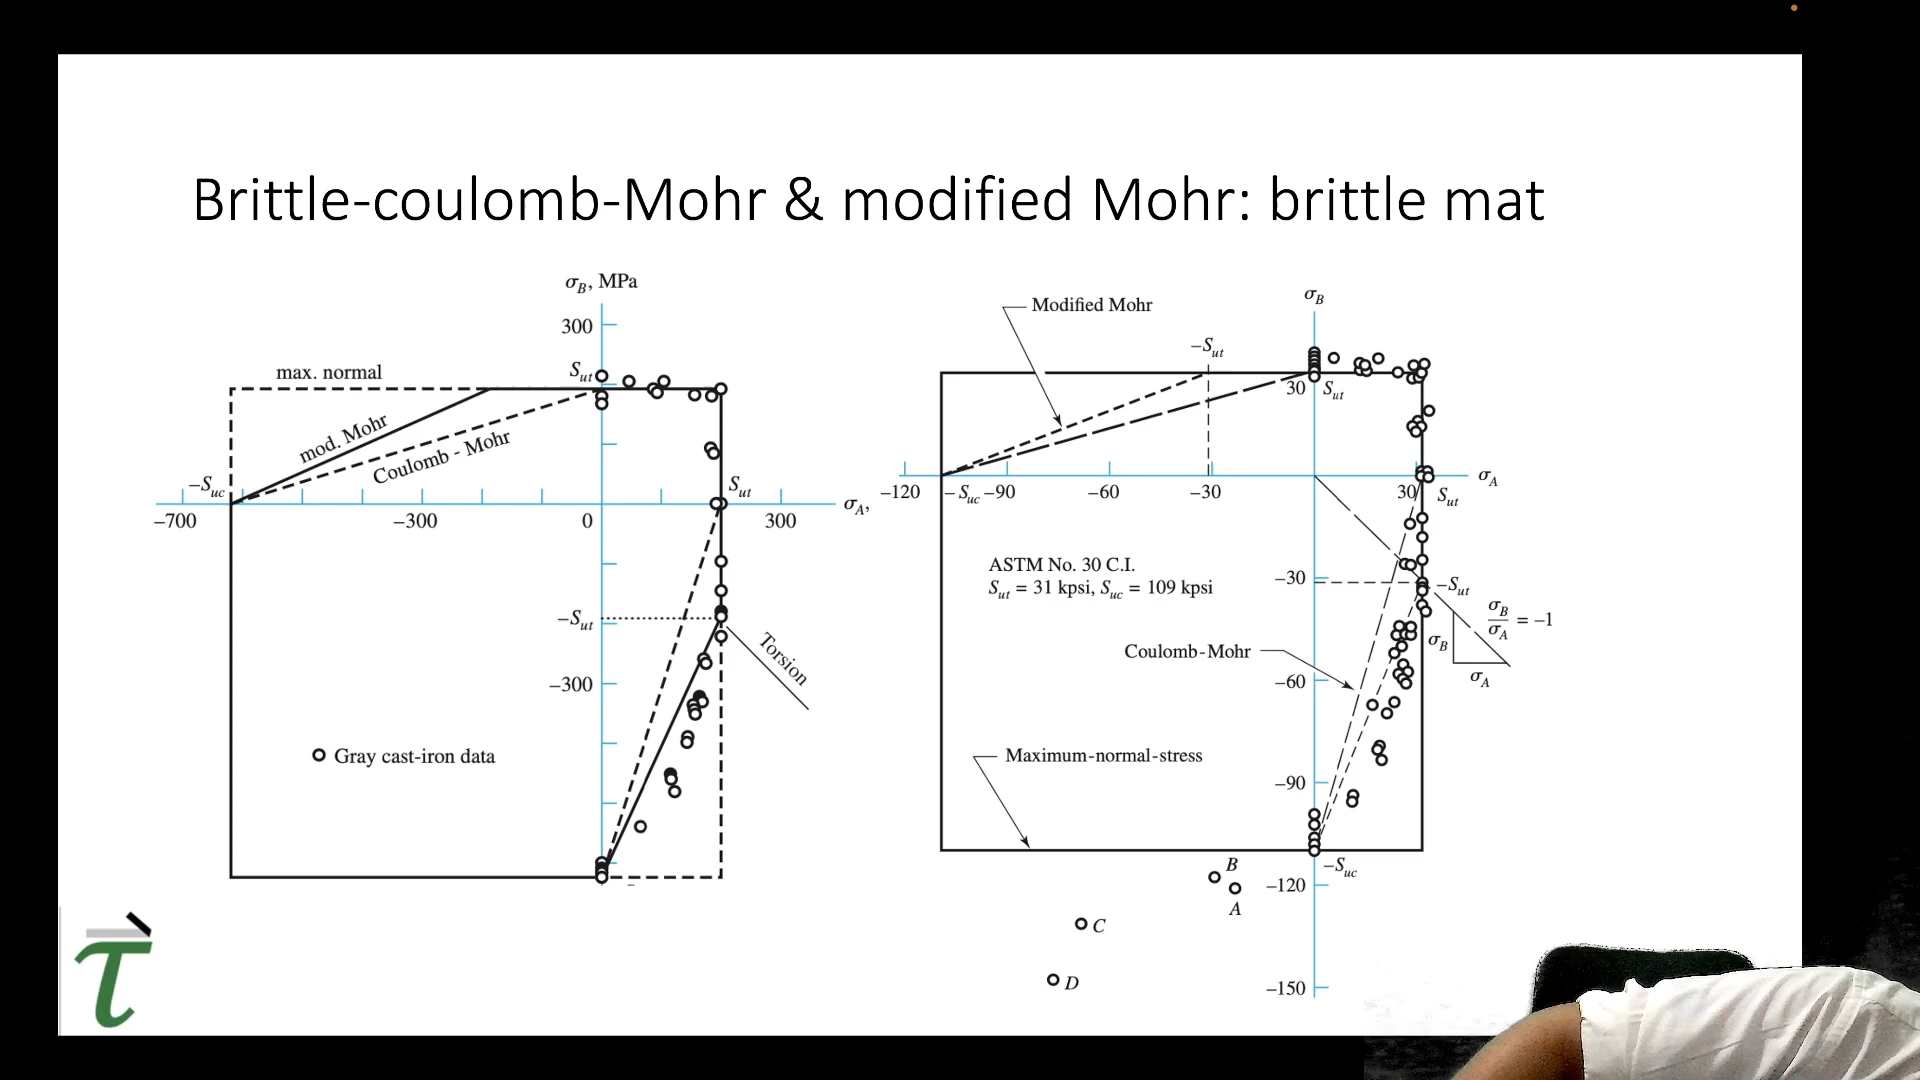 Brittle-coulomb-Mohr & modified Mohr: brittle mat
σB, MPa
300
Sut
max. normal
mod. Mohr
Coulomb - Mohr
−Suc
Sut
σA,
−700
−300
0
300
−Sut
Torsion
−300
Gray cast-iron data
σB
Modified Mohr
−Sut
30
Sut
σA
−120
−Suc
−90
−60
−30
30
Sut
ASTM No. 30 C.I.
Sut = 31 kpsi, Suc = 109 kpsi
−30
−Sut
σB
σA
= −1
σB
σA
Coulomb-Mohr
−60
Maximum-normal-stress
−90
−Suc
B
−120
A
C
D
−150
τ